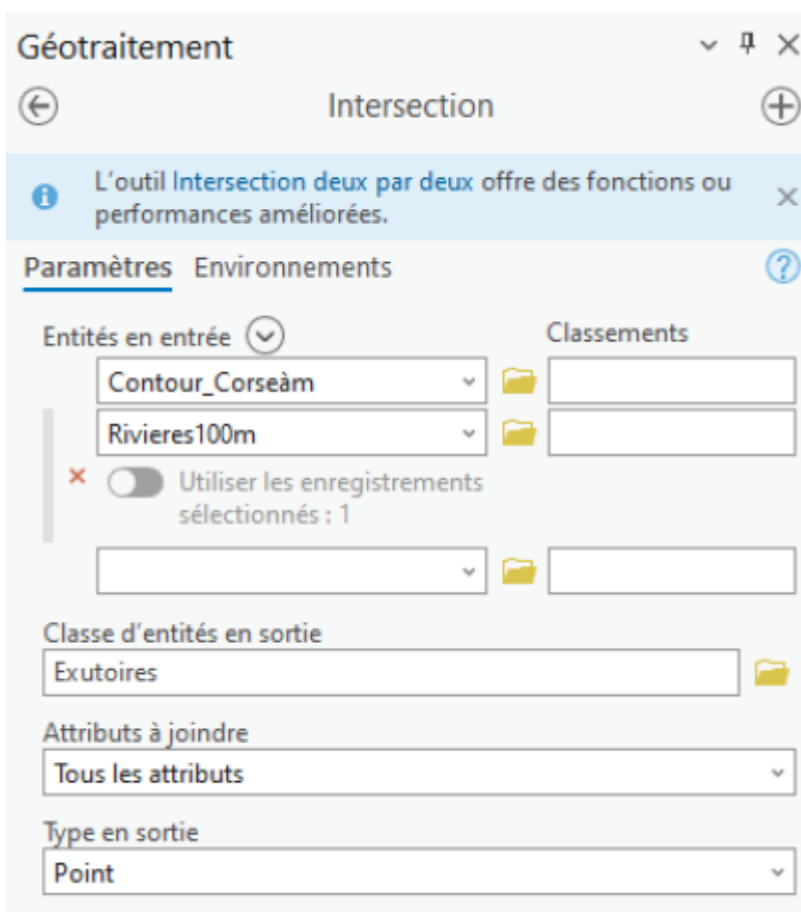 Géotraitement
Intersection
L'outil Intersection deux par deux offre des fonctions ou
performances améliorées.
Paramètres Environnements
Entités en entrée Classements
Contour_Corseàm
Rivieres100m
Utiliser les enregistrements
sélectionnés : 1
Classe d'entités en sortie
Exutoires
Attributs à joindre
Tous les attributs
Type en sortie
Point